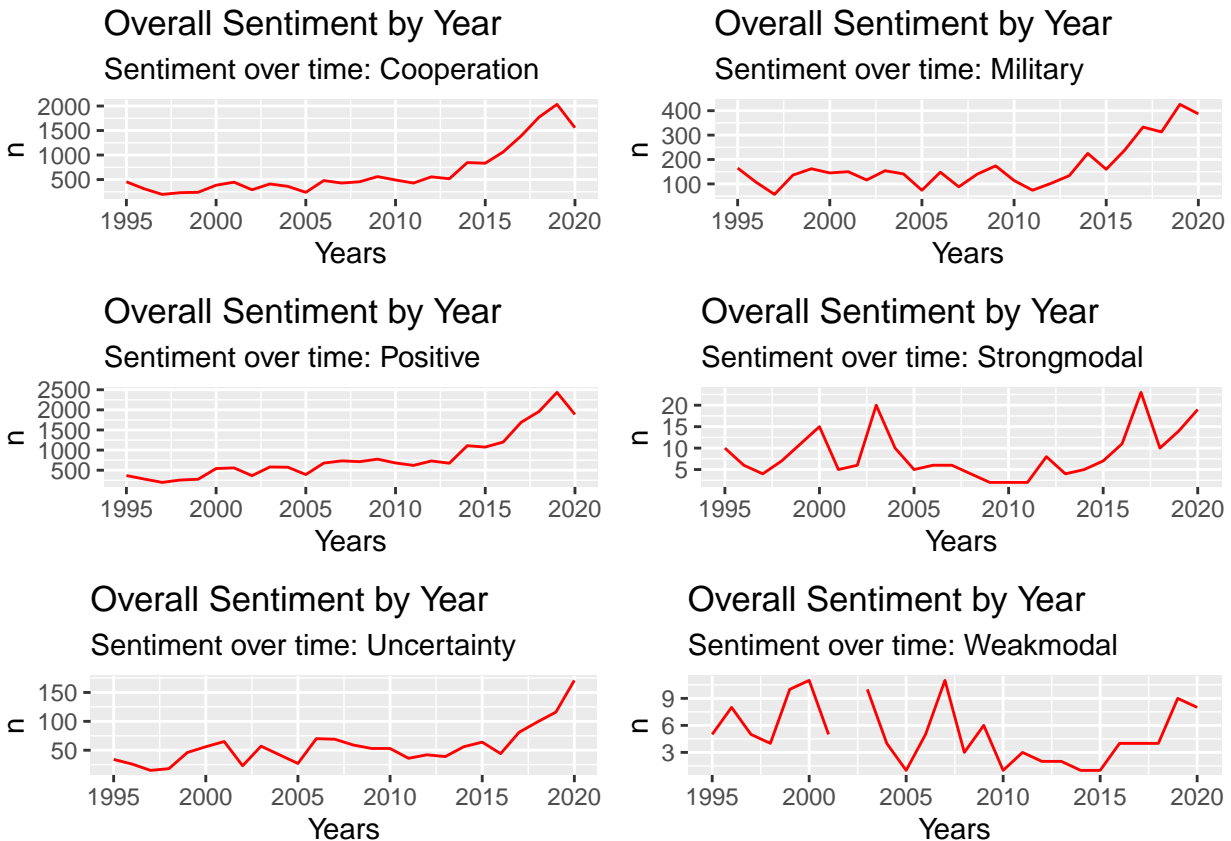 Overall Sentiment by Year
Sentiment over time: Cooperation
2000
1500
1000
500
n
1995 2000 2005 2010 2015 2020
Years
Overall Sentiment by Year
Sentiment over time: Military
400
300
200
100
n
1995 2000 2005 2010 2015 2020
Years
Overall Sentiment by Year
Sentiment over time: Positive
2500
2000
1500
1000
500
n
1995 2000 2005 2010 2015 2020
Years
Overall Sentiment by Year
Sentiment over time: Strongmodal
20
15
10
5
n
1995 2000 2005 2010 2015 2020
Years
Overall Sentiment by Year
Sentiment over time: Uncertainty
150
100
50
n
1995 2000 2005 2010 2015 2020
Years
Overall Sentiment by Year
Sentiment over time: Weakmodal
9
6
3
n
1995 2000 2005 2010 2015 2020
Years